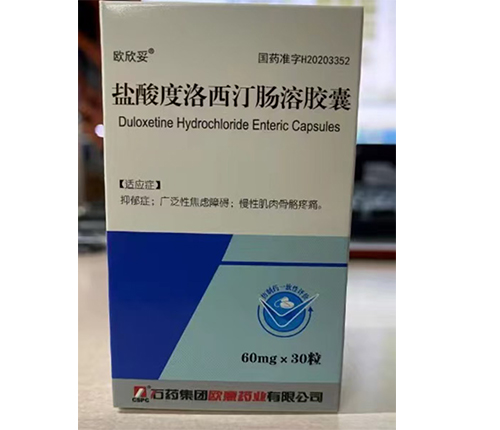 欧欣妥®
国药准字H20203352
盐酸度洛西汀肠溶胶囊
Duloxetine Hydrochloride Enteric Capsules
【适应症】
抑郁症；广泛性焦虑障碍；慢性肌肉骨骼疼痛。
60mg×30粒
CSPC 石药集团欧意药业有限公司